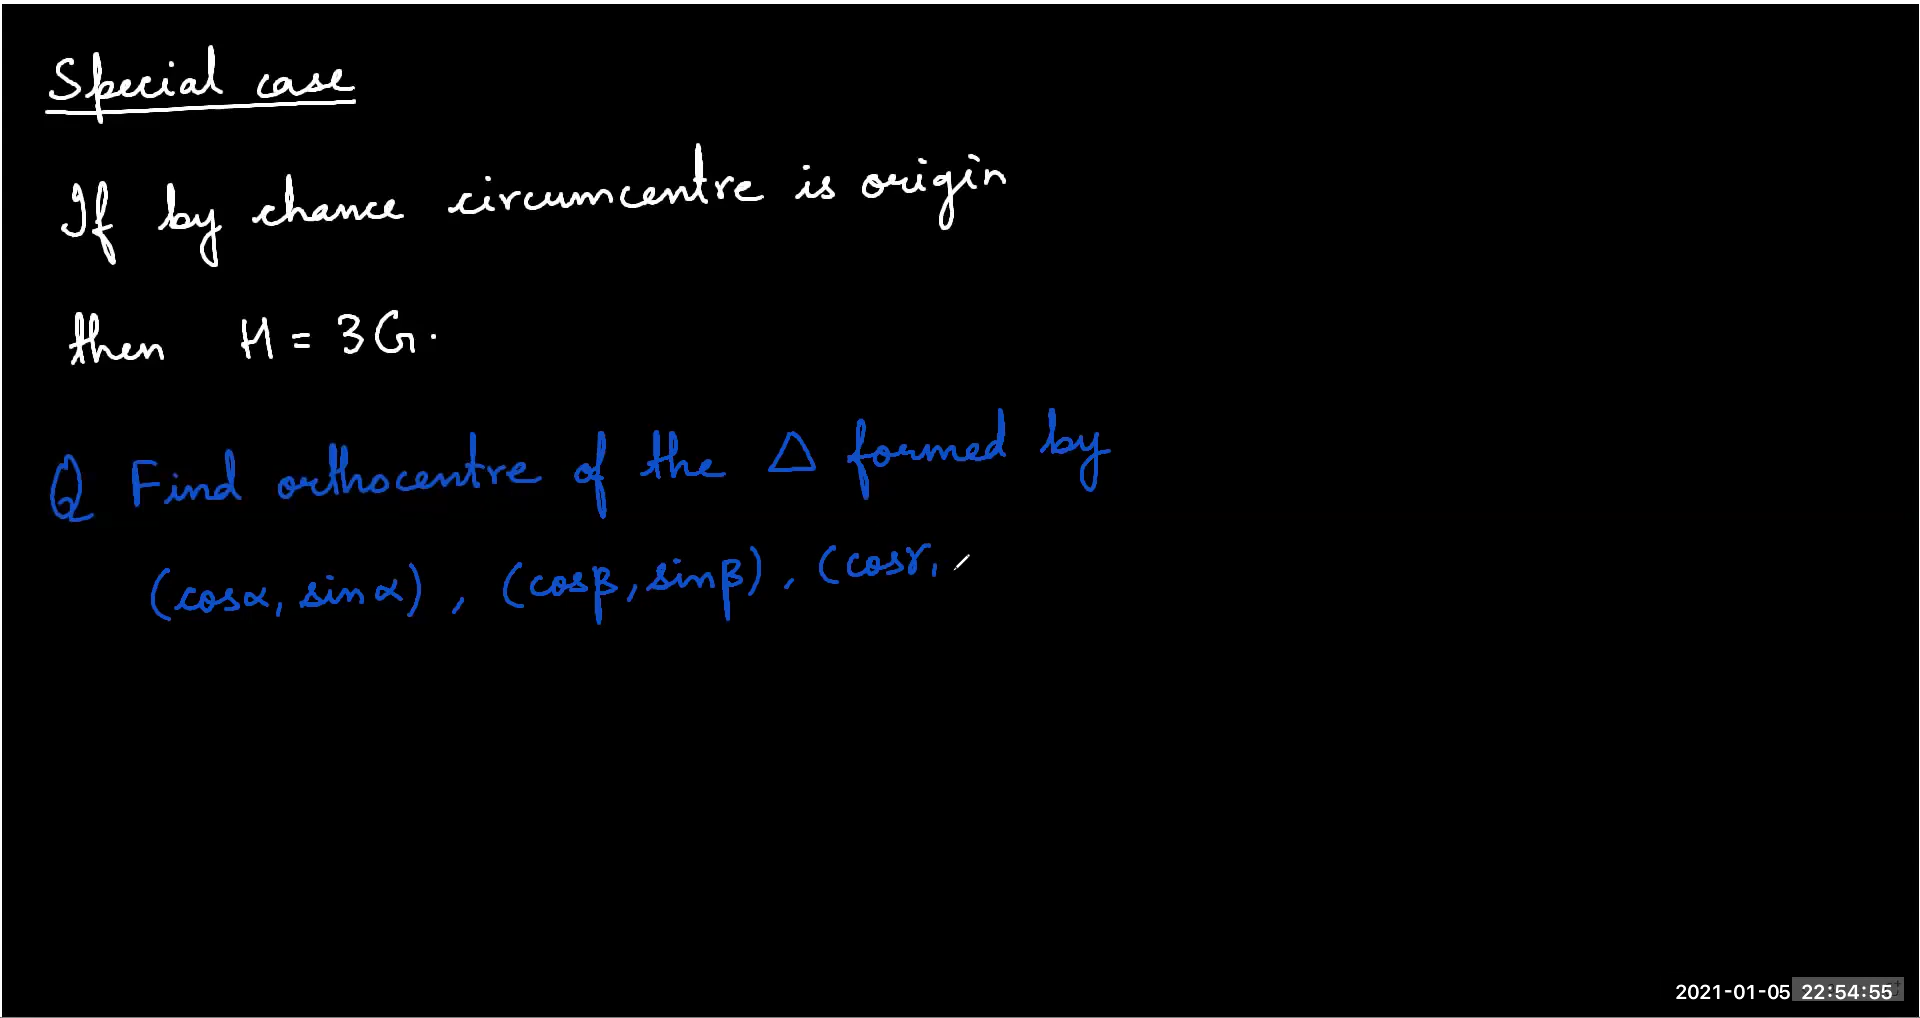 Special case
If by chance circumcentre is origin
then H = 3G.
Q Find orthocentre of the Δ formed by
(cosα, sinα), (cosβ, sinβ), (cosγ,
2021-01-05 22:54:55